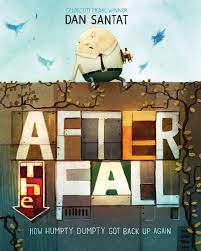 CALDECOTT MEDAL WINNER
DAN SANTAT
AFTER
The FALL
HOW HUMPTY DUMPTY GOT BACK UP AGAIN